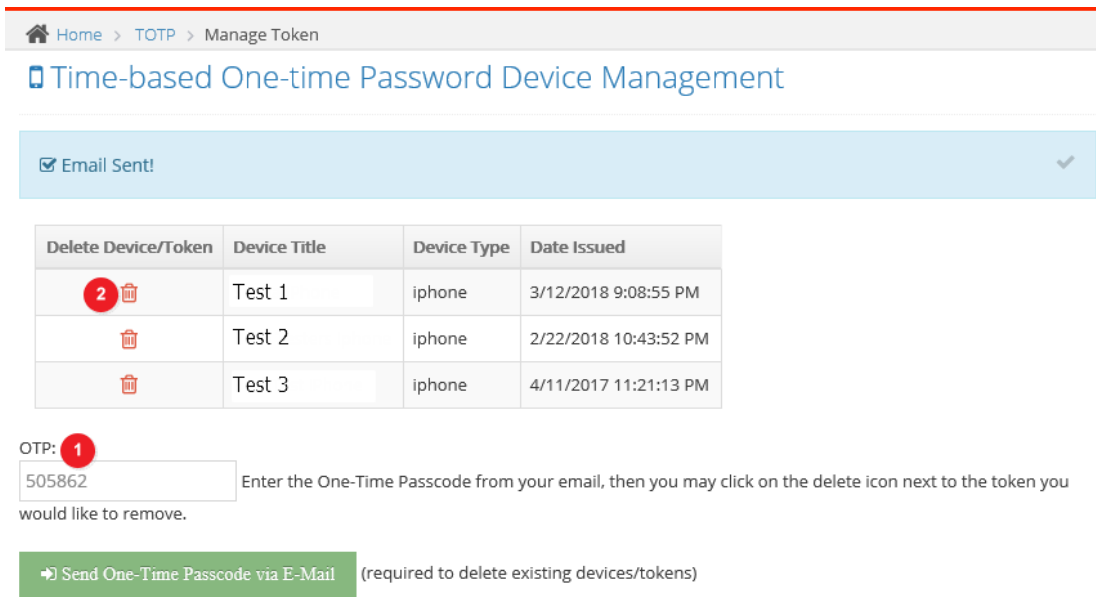 Home > TOTP > Manage Token
Time-based One-time Password Device Management
Email Sent!
Delete Device/Token Device Title Device Type Date Issued
2 Test 1 iphone 3/12/2018 9:08:55 PM
Test 2 iphone 2/22/2018 10:43:52 PM
Test 3 iphone 4/11/2017 11:21:13 PM
OTP: 1
505862 Enter the One-Time Passcode from your email, then you may click on the delete icon next to the token you
would like to remove.
Send One-Time Passcode via E-Mail (required to delete existing devices/tokens)